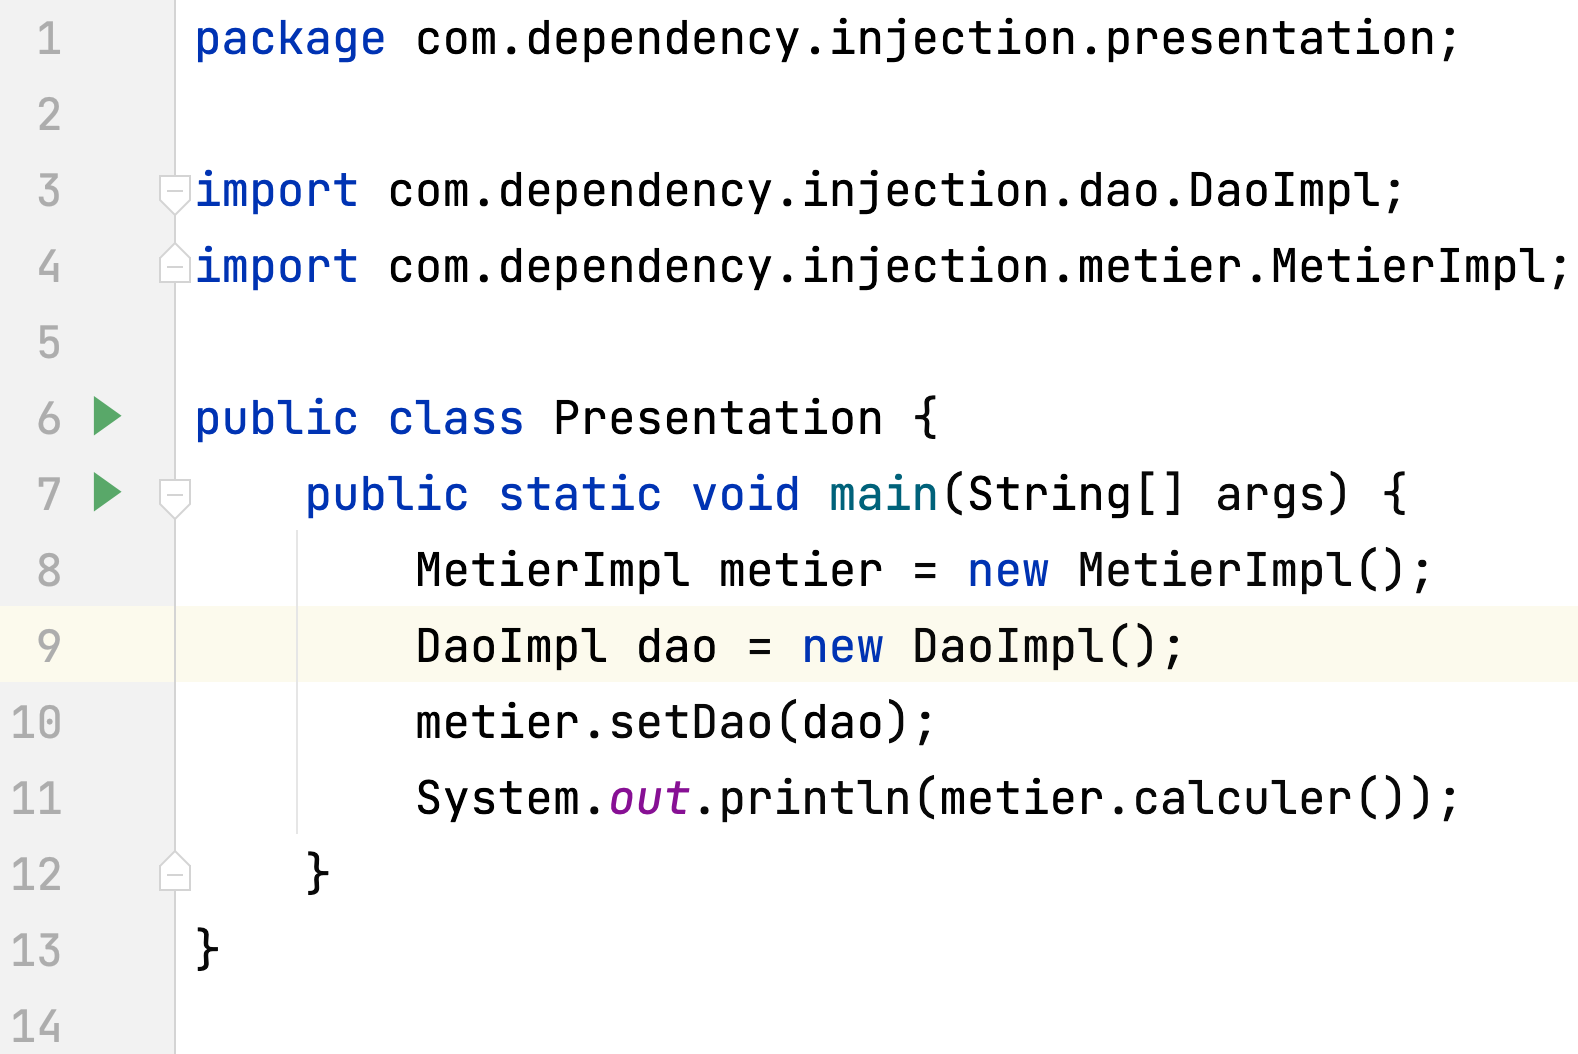 1 package com.dependency.injection.presentation;
2
3 import com.dependency.injection.dao.DaoImpl;
4 import com.dependency.injection.metier.MetierImpl;
5
6 public class Presentation {
7     public static void main(String[] args) {
8         MetierImpl metier = new MetierImpl();
9         DaoImpl dao = new DaoImpl();
10         metier.setDao(dao);
11         System.out.println(metier.calculer());
12     }
13 }
14